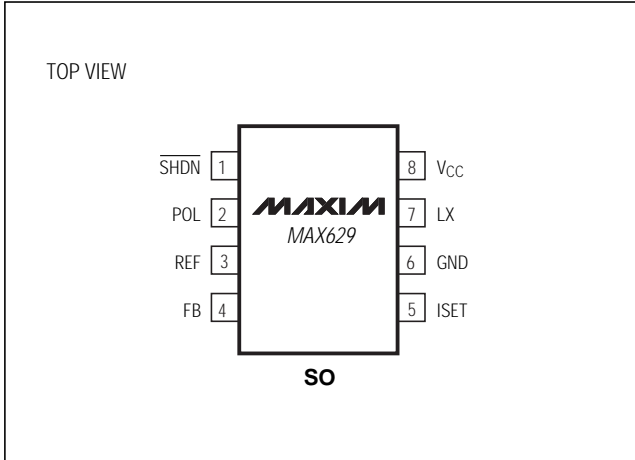 TOP VIEW
SHDN 1
POL 2
REF 3
FB 4
MAXIM
MAX629
8 VCC
7 LX
6 GND
5 ISET
SO